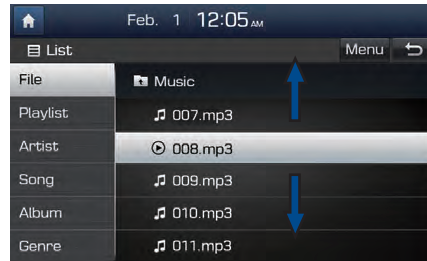 Feb. 1 12:05 AM
List Menu
File
Music
Playlist
007.mp3
Artist
008.mp3
Song
009.mp3
Album
010.mp3
Genre
011.mp3